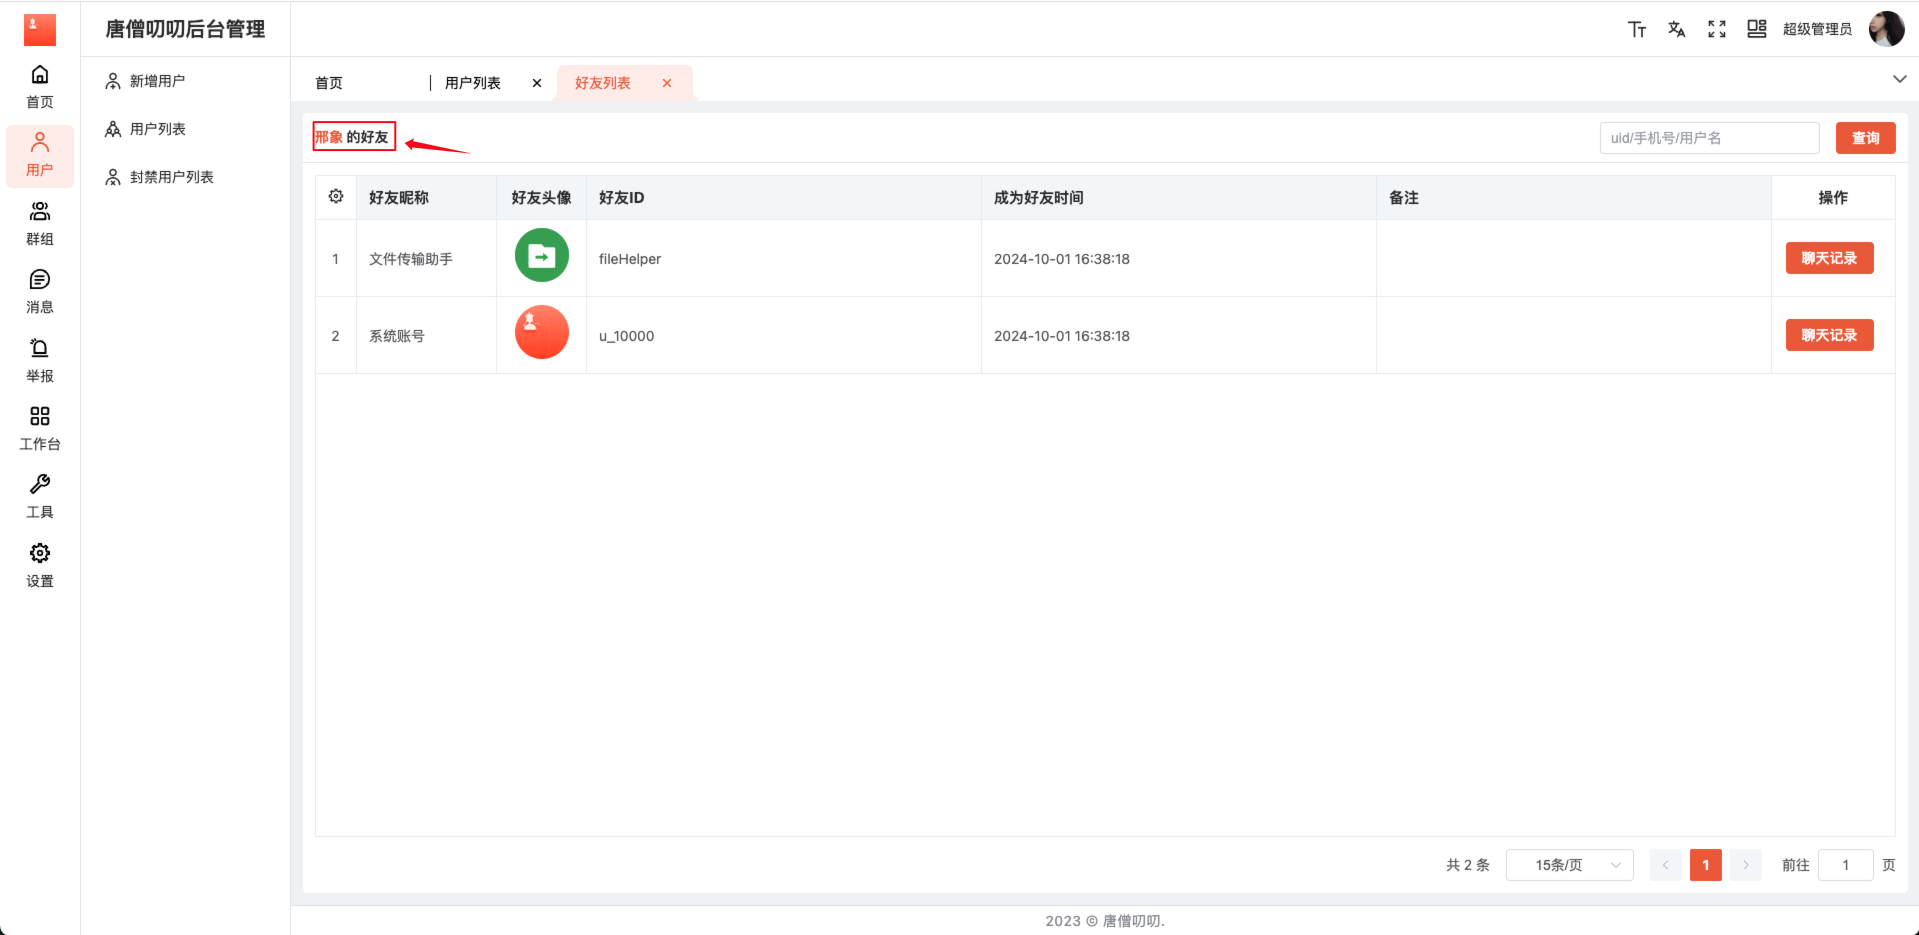 唐僧叨叨后台管理
超级管理员
首页
用户
群组
消息
举报
工作台
工具
设置
新增用户
用户列表
封禁用户列表
首页 用户列表 好友列表
邢象 的好友
uid/手机号/用户名 查询
好友昵称 好友头像 好友ID 成为好友时间 备注 操作
1 文件传输助手 fileHelper 2024-10-01 16:38:18 聊天记录
2 系统账号 u_10000 2024-10-01 16:38:18 聊天记录
共 2 条 15条/页 1 前往 1 页
2023 © 唐僧叨叨.